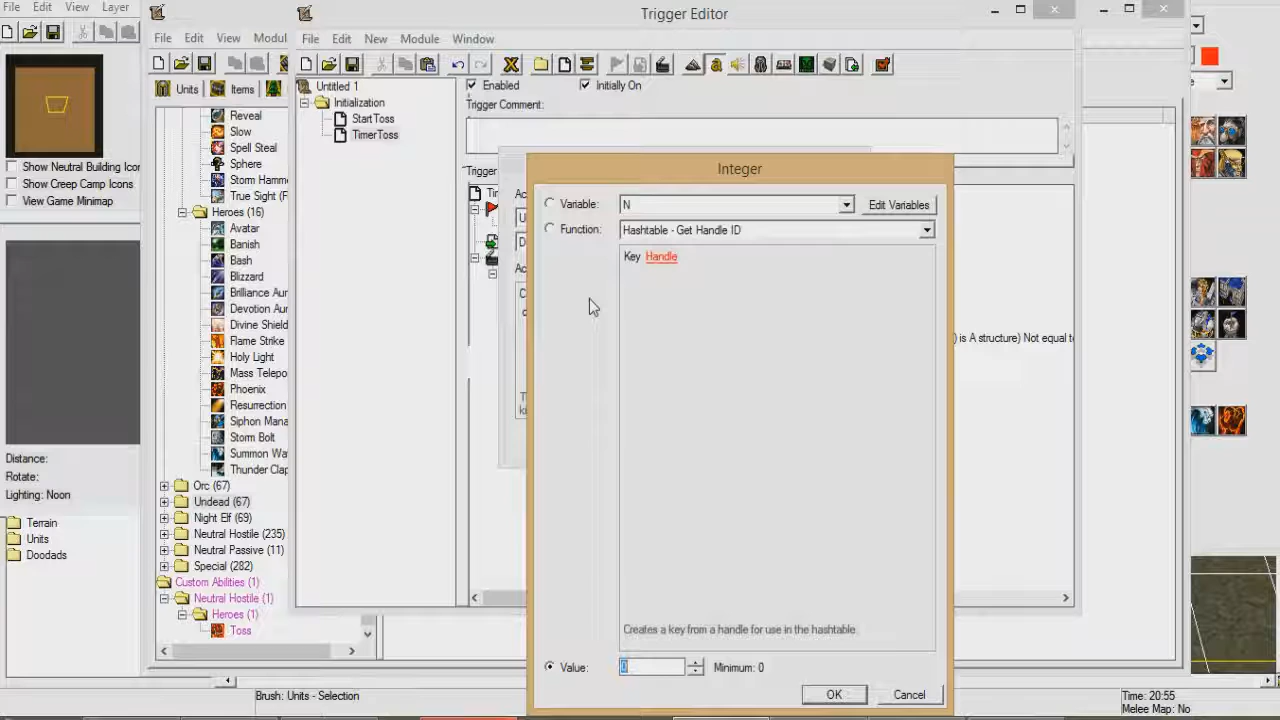 File Edit View Layer
Show Neutral Building Icon
Show Creep Camp Icons
View Game Minimap
Distance:
Rotate:
Lighting: Noon
Terrain
Units
Doodads
File Edit View Modul
Units Items
Reveal
Slow
Spell Steal
Sphere
Storm Hamme
True Sight (F
Heroes (16)
Avatar
Banish
Bash
Blizzard
Brilliance Aur
Devotion Aur
Divine Shield
Flame Strike
Holy Light
Mass Telepo
Phoenix
Resurrection
Siphon Mana
Storm Bolt
Summon Wa
Thunder Clap
Orc (67)
Undead (67)
Night Elf (69)
Neutral Hostile (235)
Neutral Passive (11)
Special (282)
Custom Abilities (1)
Neutral Hostile (1)
Heroes (1)
Toss
Trigger Editor
File Edit New Module Window
Untitled 1
Initialization
StartToss
TimerToss
Enabled Initially On
Trigger Comment:
) is A structure) Not equal to
Integer
Variable: N Edit Variables
Function: Hashtable - Get Handle ID
Key Handle
Creates a key from a handle for use in the hashtable.
Value: 0 Minimum: 0
OK Cancel
Brush: Units - Selection
Time: 20:55
Melee Map: No